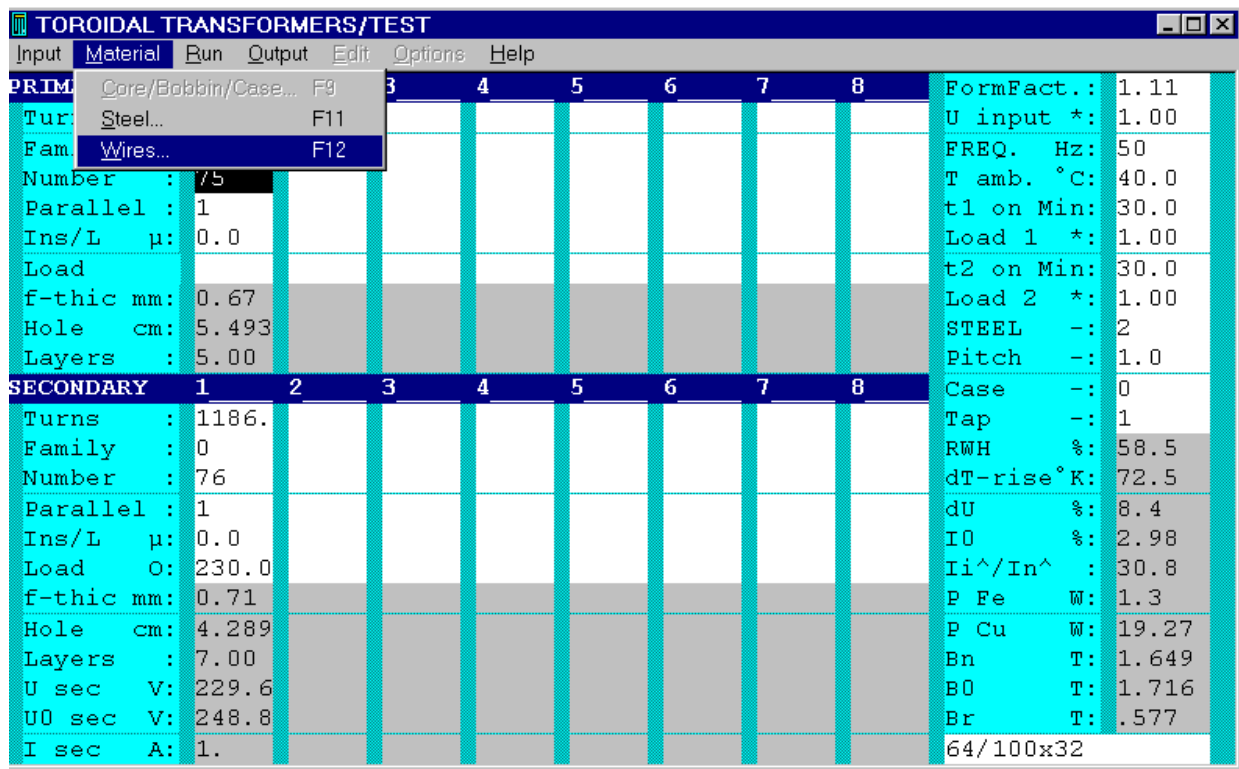 TOROIDAL TRANSFORMERS/TEST
Input Material Run Output Edit Options Help
Core/Bobbin/Case... F9
Steel... F11
Wires... F12
PRIM 3 4 5 6 7 8
Tur
Fam
Number : 75
Parallel : 1
Ins/L µ: 0.0
Load
f-thic mm: 0.67
Hole cm: 5.493
Layers : 5.00
SECONDARY 1 2 3 4 5 6 7 8
Turns : 1186.
Family : 0
Number : 76
Parallel : 1
Ins/L µ: 0.0
Load O: 230.0
f-thic mm: 0.71
Hole cm: 4.289
Layers : 7.00
U sec V: 229.6
U0 sec V: 248.8
I sec A: 1.
FormFact.: 1.11
U input *: 1.00
FREQ. Hz: 50
T amb. °C: 40.0
t1 on Min: 30.0
Load 1 *: 1.00
t2 on Min: 30.0
Load 2 *: 1.00
STEEL -: 2
Pitch -: 1.0
Case -: 0
Tap -: 1
RWH %: 58.5
dT-rise°K: 72.5
dU %: 8.4
I0 %: 2.98
Ii^/In^ : 30.8
P Fe W: 1.3
P Cu W: 19.27
Bn T: 1.649
B0 T: 1.716
Br T: .577
64/100x32